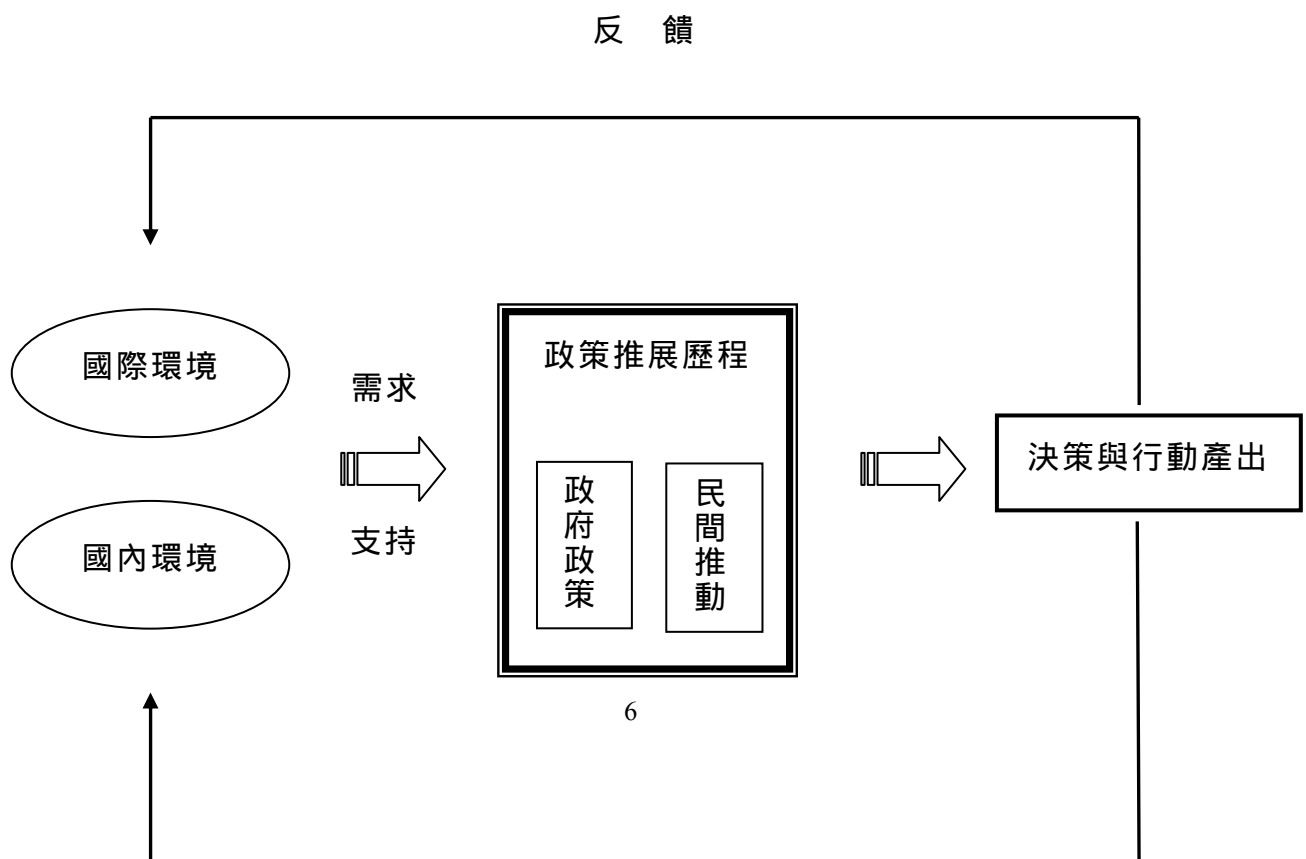 反 饋
國際環境
國內環境
需求
支持
政策推展歷程
政府政策
民間推動
決策與行動產出
6